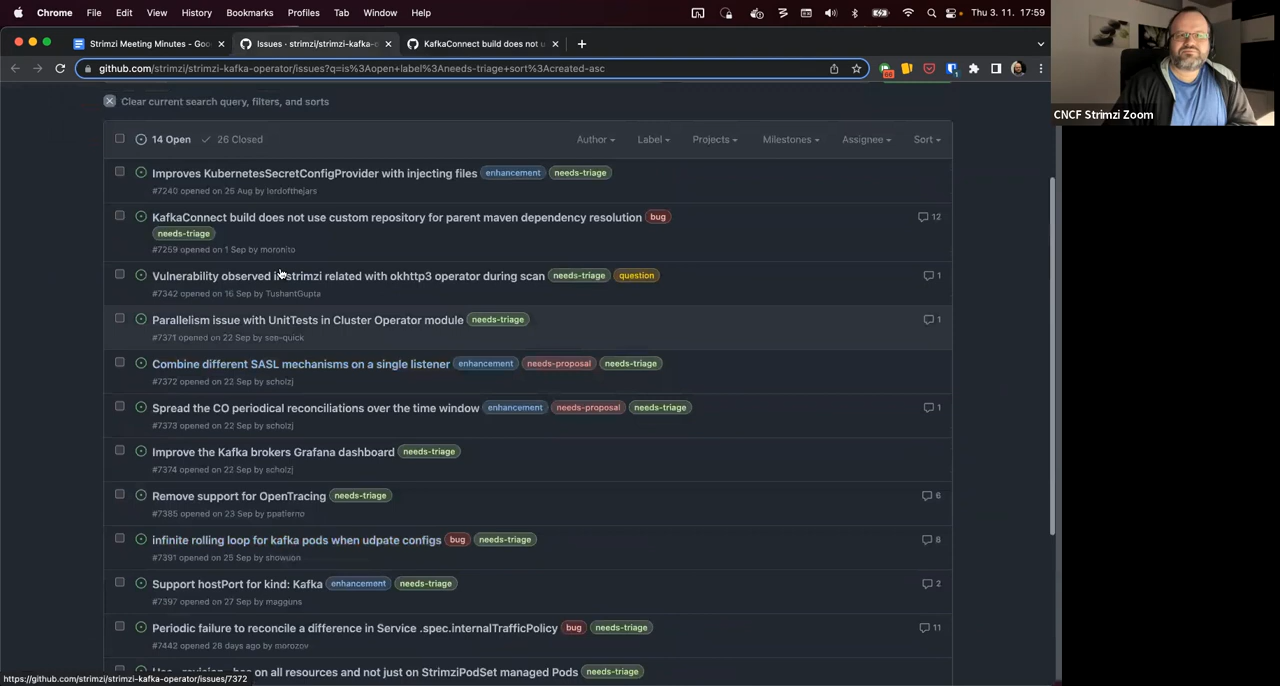 Chrome File Edit View History Bookmarks Profiles Tab Window Help Thu 3. 11. 17:59
Strimzi Meeting Minutes - Goo Issues · strimzi/strimzi-kafka-o KafkaConnect build does not u
github.com/strimzi/strimzi-kafka-operator/issues?q=is%3Aopen+label%3Aneeds-triage+sort%3Acreated-asc
CNCF Strimzi Zoom
Clear current search query, filters, and sorts
14 Open 26 Closed Author Label Projects Milestones Assignee Sort
Improves KubernetesSecretConfigProvider with injecting files enhancement needs-triage
#7240 opened on 26 Aug by lordofthejars
KafkaConnect build does not use custom repository for parent maven dependency resolution bug 12
needs-triage
#7259 opened on 1 Sep by moronito
Vulnerability observed in strimzi related with okhttp3 operator during scan needs-triage question 1
#7342 opened on 16 Sep by TushantGupta
Parallelism issue with UnitTests in Cluster Operator module needs-triage 1
#7371 opened on 22 Sep by see-quick
Combine different SASL mechanisms on a single listener enhancement needs-proposal needs-triage
#7372 opened on 22 Sep by scholzj
Spread the CO periodical reconciliations over the time window enhancement needs-proposal needs-triage 1
#7373 opened on 22 Sep by scholzj
Improve the Kafka brokers Grafana dashboard needs-triage
#7374 opened on 22 Sep by scholzj
Remove support for OpenTracing needs-triage 6
#7385 opened on 23 Sep by ppatierno
infinite rolling loop for kafka pods when udpate configs bug needs-triage 8
#7391 opened on 25 Sep by showuon
Support hostPort for kind: Kafka enhancement needs-triage 2
#7397 opened on 27 Sep by magguns
Periodic failure to reconcile a difference in Service .spec.internalTrafficPolicy bug needs-triage 11
#7442 opened 28 days ago by morozov
on all resources and not just on StrimziPodSet managed Pods needs-triage
https://github.com/strimzi/strimzi-kafka-operator/issues/7372